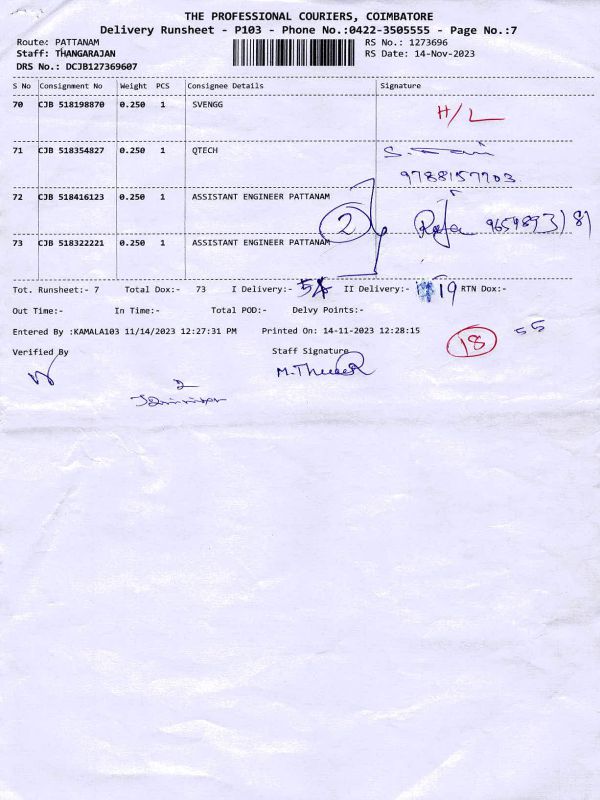 THE PROFESSIONAL COURIERS, COIMBATORE
Delivery Runsheet - P103 - Phone No.:0422-3505555 - Page No.:7
Route: PATTANAM RS No.: 1273696
Staff: THANGARAJAN RS Date: 14-Nov-2023
DRS No.: DCJB127369607
S No Consignment No Weight PCS Consignee Details Signature
70 CJB 518198870 0.250 1 SVENGG H/L
71 CJB 518354827 0.250 1 QTECH
9788157703
72 CJB 518416123 0.250 1 ASSISTANT ENGINEER PATTANAM
2 Raja
73 CJB 518322221 0.250 1 ASSISTANT ENGINEER PATTANAM
Tot. Runsheet:- 7 Total Dox:- 73 I Delivery:- II Delivery:- 19 RTN Dox:-
Out Time:- In Time:- Total POD:- Delvy Points:-
Entered By :KAMALA103 11/14/2023 12:27:31 PM Printed On: 14-11-2023 12:28:15
18 55
Verified By Staff Signature